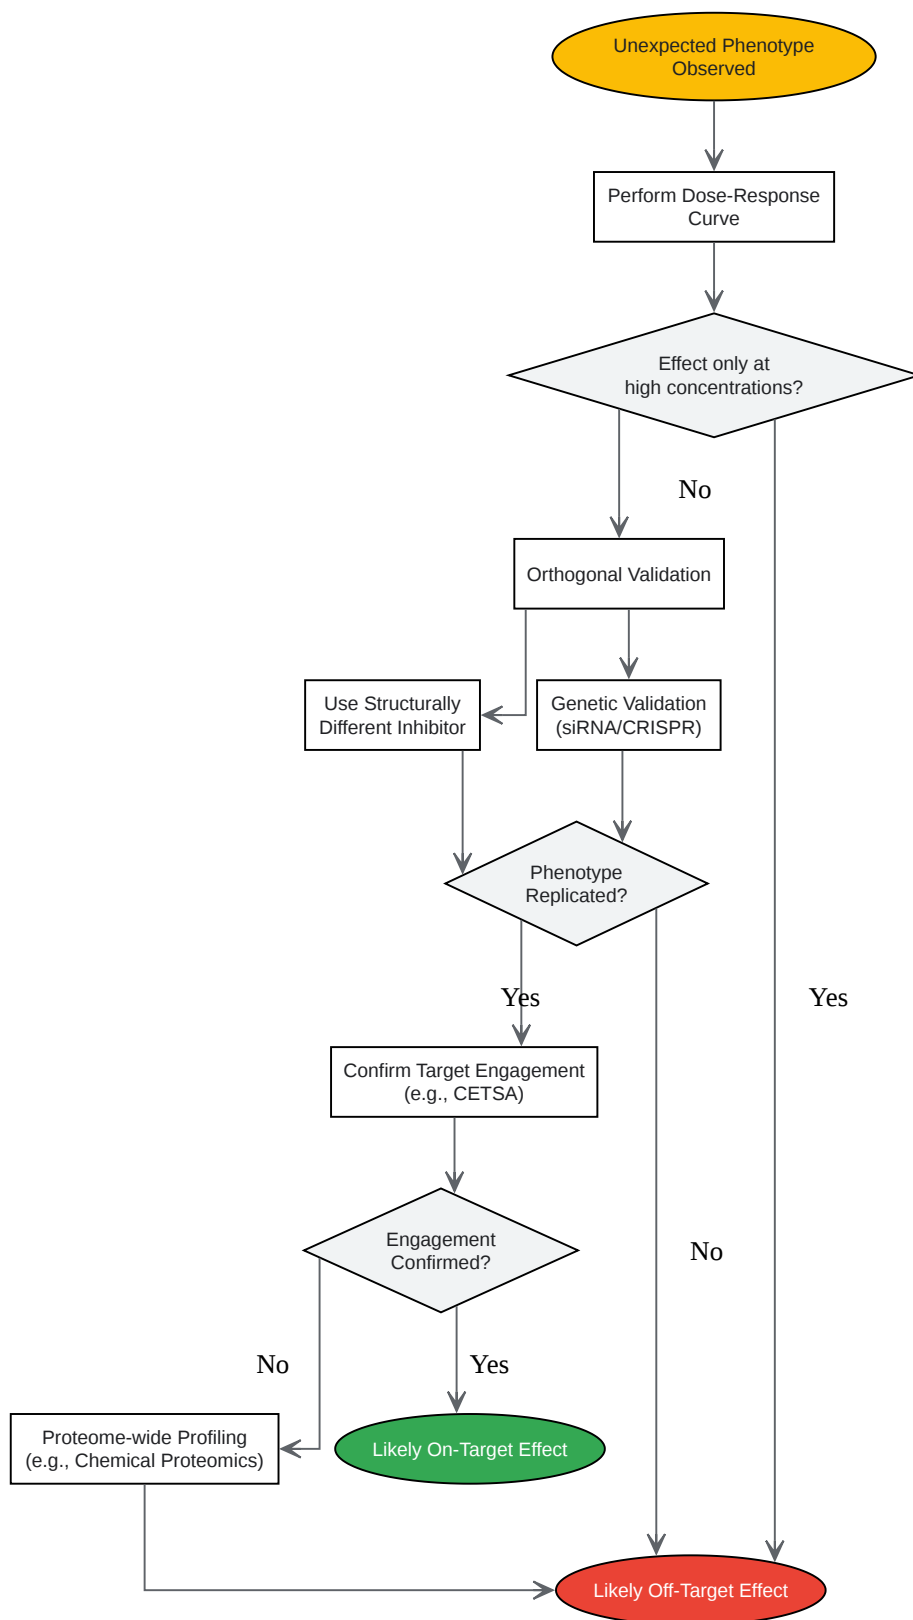 Unexpected Phenotype
Observed
Perform Dose-Response
Curve
Effect only at
high concentrations?
No
Orthogonal Validation
Use Structurally
Different Inhibitor
Genetic Validation
(siRNA/CRISPR)
Phenotype
Replicated?
Yes
Yes
Confirm Target Engagement
(e.g., CETSA)
Engagement
Confirmed?
No
No
Yes
Proteome-wide Profiling
(e.g., Chemical Proteomics)
Likely On-Target Effect
Likely Off-Target Effect